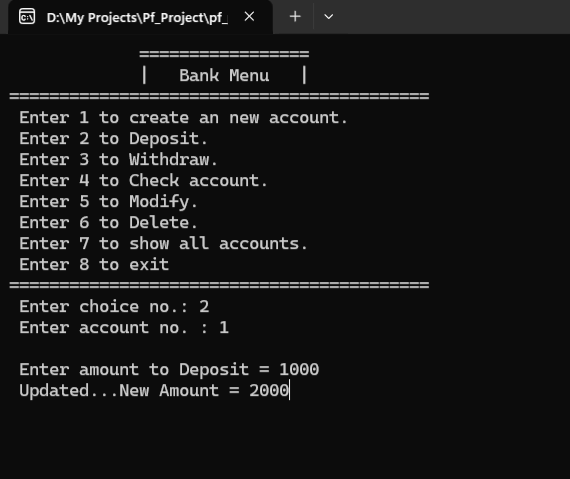 D:\My Projects\Pf_Project\pf_
=================
|   Bank Menu   |
==========================================
Enter 1 to create an new account.
Enter 2 to Deposit.
Enter 3 to Withdraw.
Enter 4 to Check account.
Enter 5 to Modify.
Enter 6 to Delete.
Enter 7 to show all accounts.
Enter 8 to exit
==========================================
Enter choice no.: 2
Enter account no. : 1
Enter amount to Deposit = 1000
Updated...New Amount = 2000